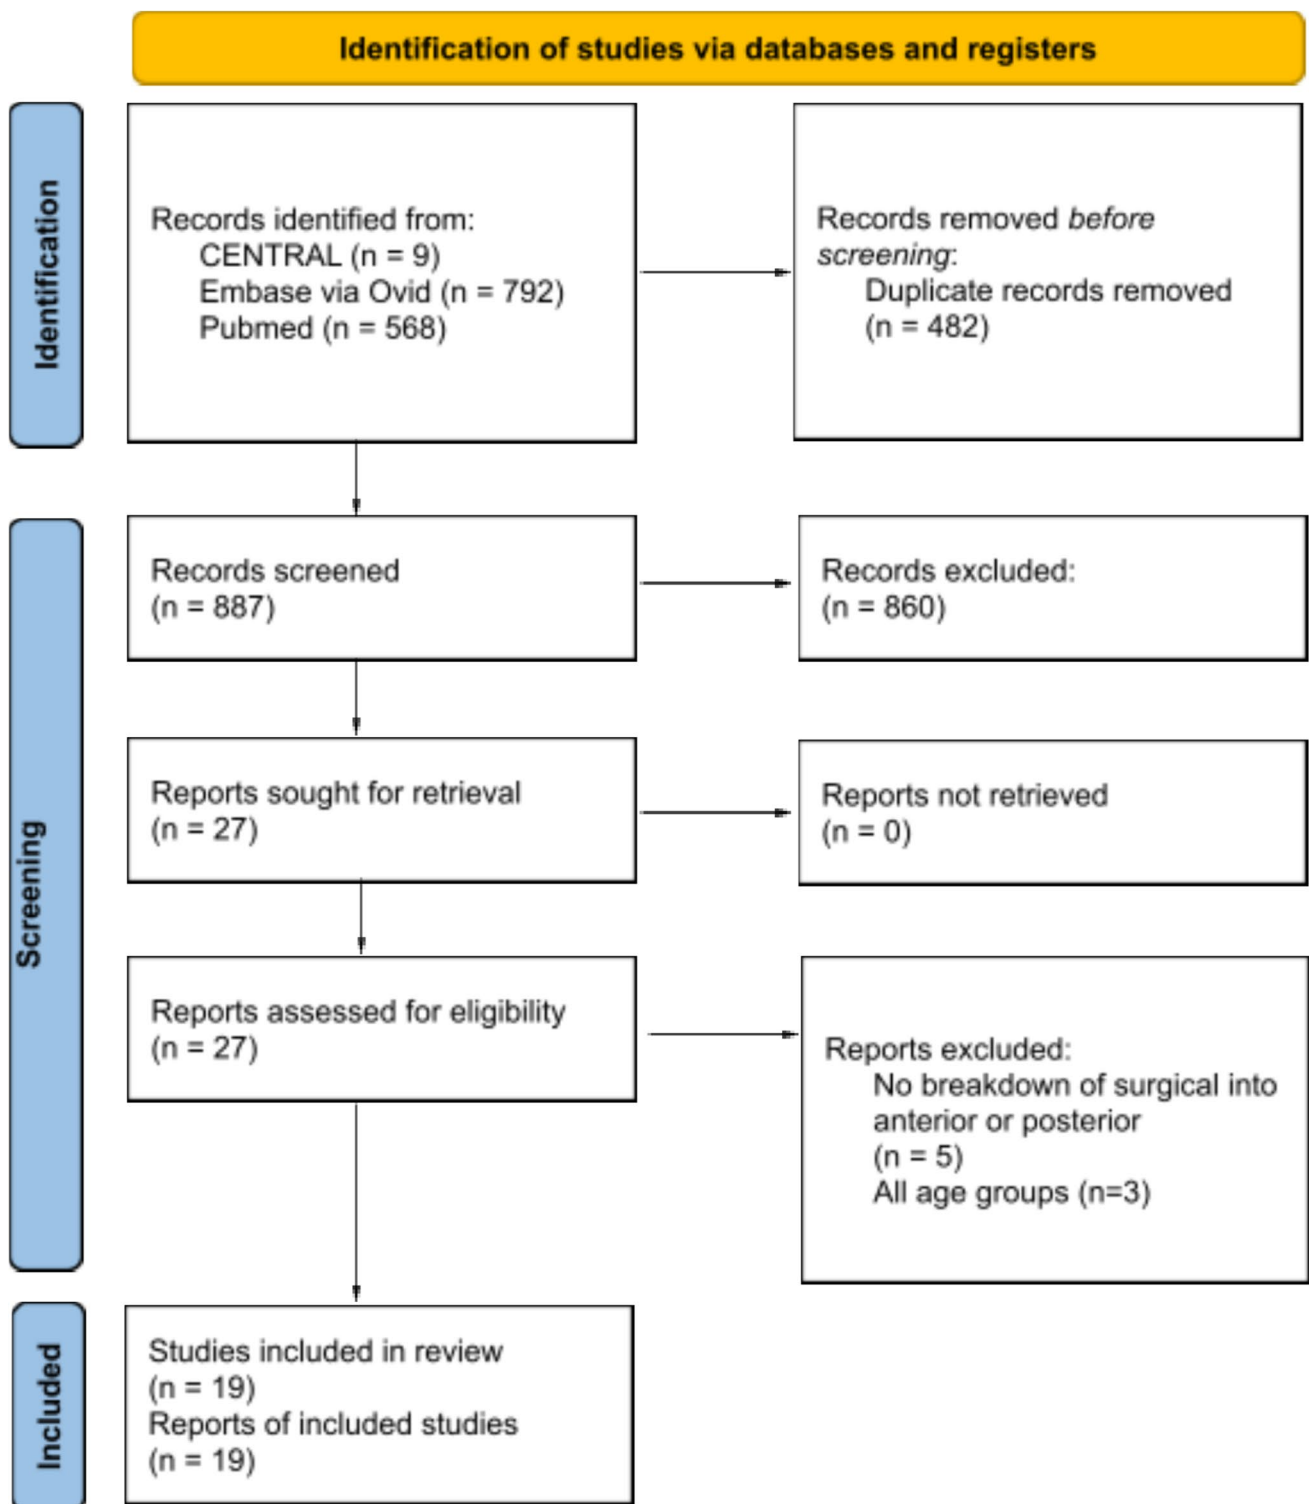 Identification of studies via databases and registers
Identification
Records identified from:
CENTRAL (n = 9)
Embase via Ovid (n = 792)
Pubmed (n = 568)
Records removed before
screening:
Duplicate records removed
(n = 482)
Screening
Records screened
(n = 887)
Records excluded:
(n = 860)
Reports sought for retrieval
(n = 27)
Reports not retrieved
(n = 0)
Reports assessed for eligibility
(n = 27)
Reports excluded:
No breakdown of surgical into
anterior or posterior
(n = 5)
All age groups (n=3)
Included
Studies included in review
(n = 19)
Reports of included studies
(n = 19)